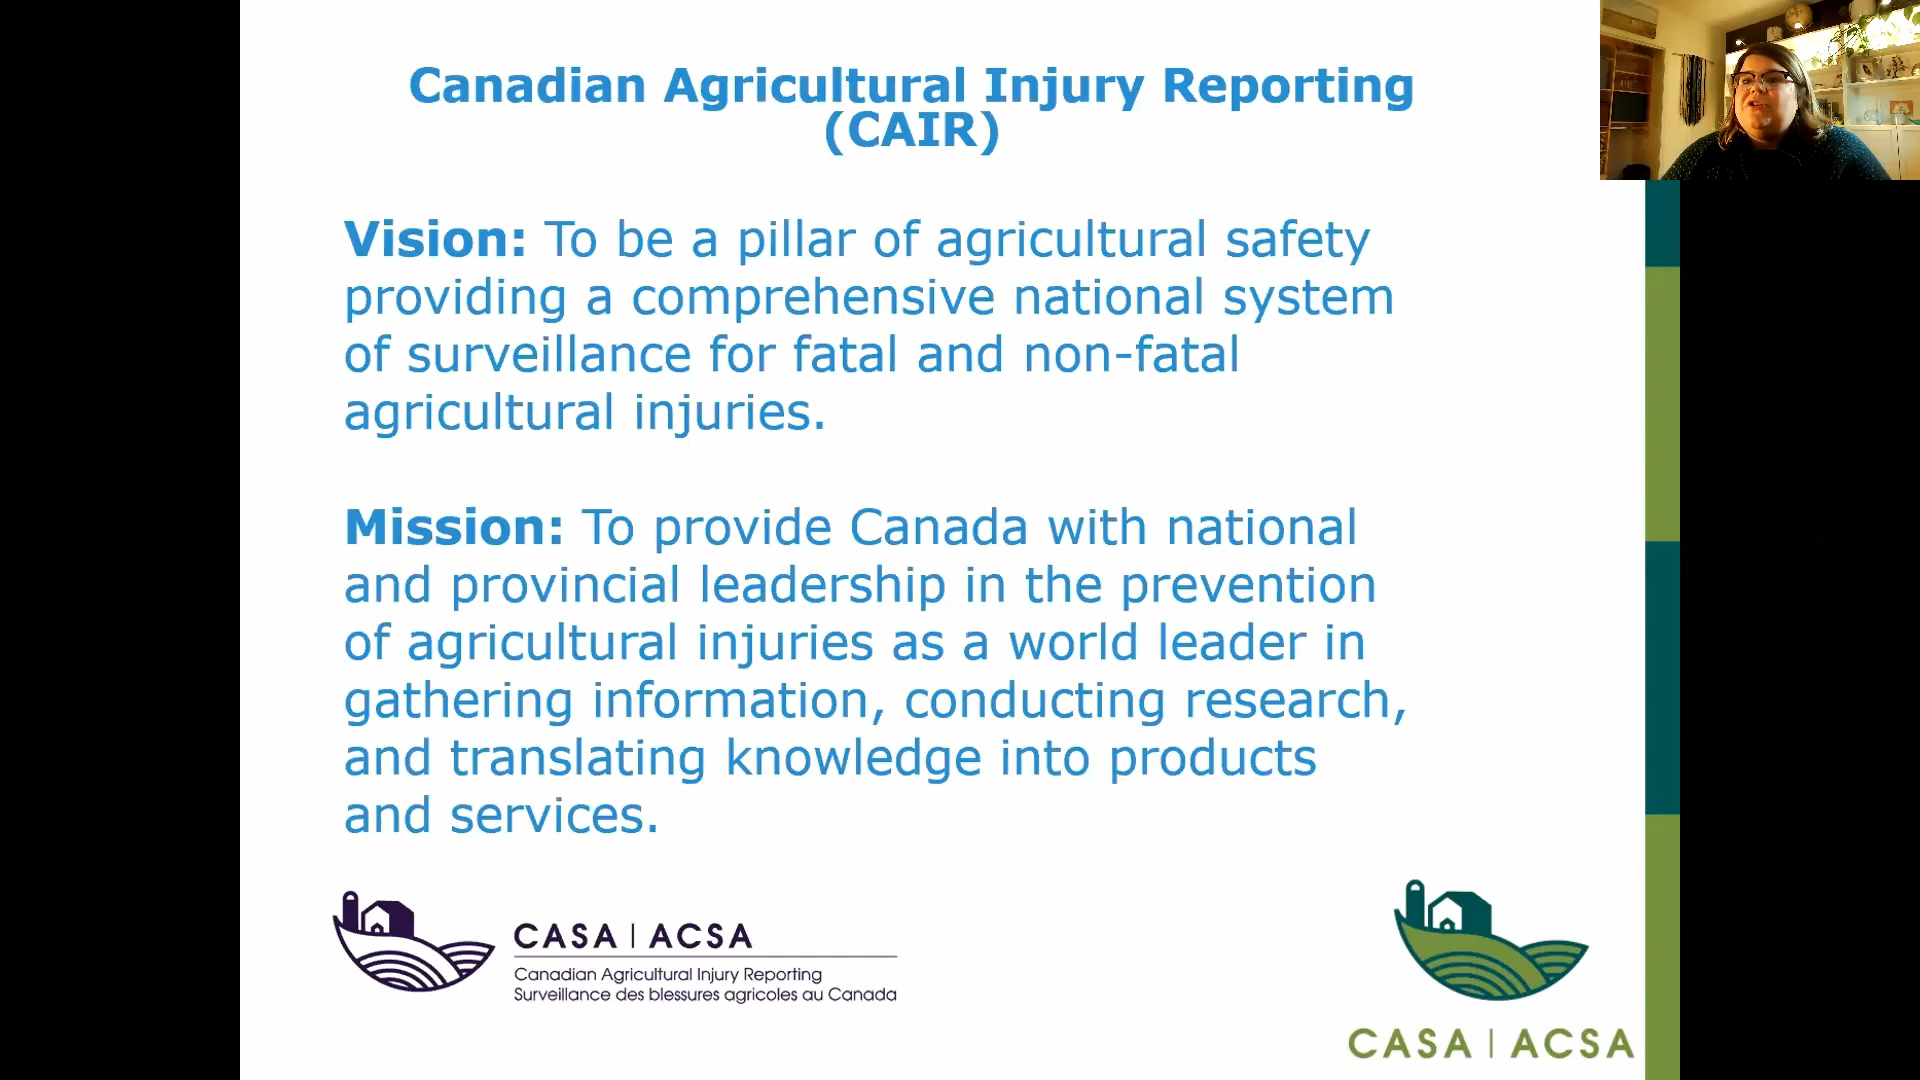 Canadian Agricultural Injury Reporting
(CAIR)
Vision: To be a pillar of agricultural safety
providing a comprehensive national system
of surveillance for fatal and non-fatal
agricultural injuries.
Mission: To provide Canada with national
and provincial leadership in the prevention
of agricultural injuries as a world leader in
gathering information, conducting research,
and translating knowledge into products
and services.
CASA | ACSA
Canadian Agricultural Injury Reporting
Surveillance des blessures agricoles au Canada
CASA | ACSA